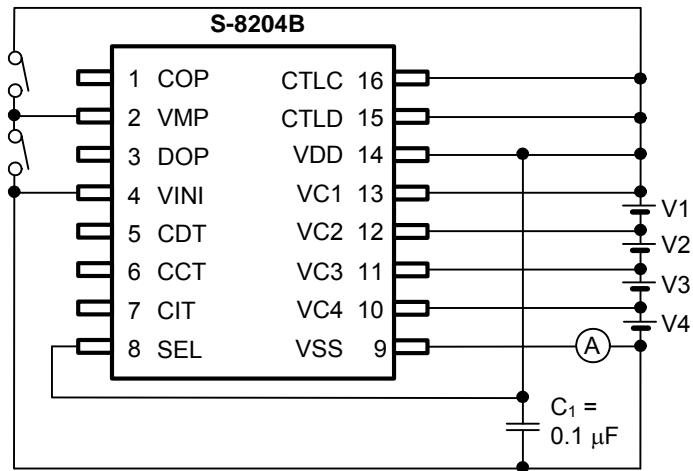 S-8204B
1 COP CTLC 16
2 VMP CTLD 15
3 DOP VDD 14
4 VINI VC1 13
5 CDT VC2 12
6 CCT VC3 11
7 CIT VC4 10
8 SEL VSS 9
V1
V2
V3
V4
A
C₁ =
0.1 μF